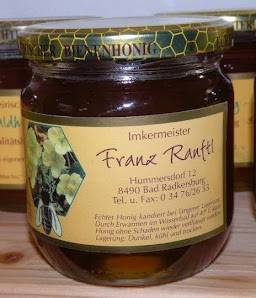 BIENENHONIG
Imkermeister
Franz Ranftl
Hummersdorf 12
8490 Bad Radkersburg
Tel. u. Fax: 0 34 76/26 33
Echter Honig kandiert bei längerer Lagerung.
Durch Erwärmen im Wasserbad auf 40° C kann
Honig ohne Schaden wieder verflüssigt werden.
Lagerung: Dunkel, kühl und trocken